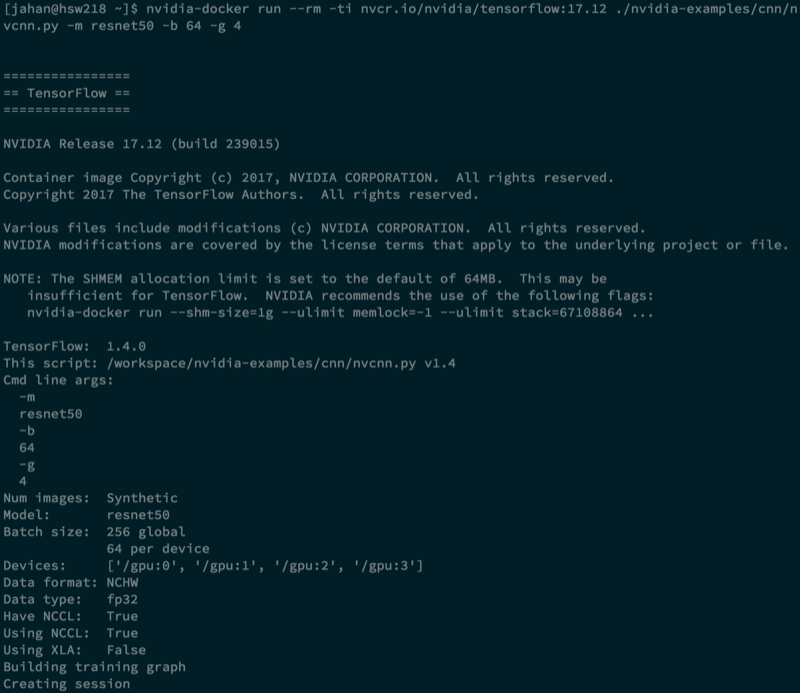 [jahan@hsw218 ~]$ nvidia-docker run --rm -ti nvcr.io/nvidia/tensorflow:17.12 ./nvidia-examples/cnn/n
vcnn.py -m resnet50 -b 64 -g 4
================
== TensorFlow ==
================
NVIDIA Release 17.12 (build 239015)
Container image Copyright (c) 2017, NVIDIA CORPORATION.  All rights reserved.
Copyright 2017 The TensorFlow Authors.  All rights reserved.
Various files include modifications (c) NVIDIA CORPORATION.  All rights reserved.
NVIDIA modifications are covered by the license terms that apply to the underlying project or file.
NOTE: The SHMEM allocation limit is set to the default of 64MB.  This may be
   insufficient for TensorFlow.  NVIDIA recommends the use of the following flags:
   nvidia-docker run --shm-size=1g --ulimit memlock=-1 --ulimit stack=67108864 ...
TensorFlow:  1.4.0
This script: /workspace/nvidia-examples/cnn/nvcnn.py v1.4
Cmd line args:
  -m
  resnet50
  -b
  64
  -g
  4
Num images:  Synthetic
Model:       resnet50
Batch size:  256 global
             64 per device
Devices:     ['/gpu:0', '/gpu:1', '/gpu:2', '/gpu:3']
Data format: NCHW
Data type:   fp32
Have NCCL:   True
Using NCCL:  True
Using XLA:   False
Building training graph
Creating session